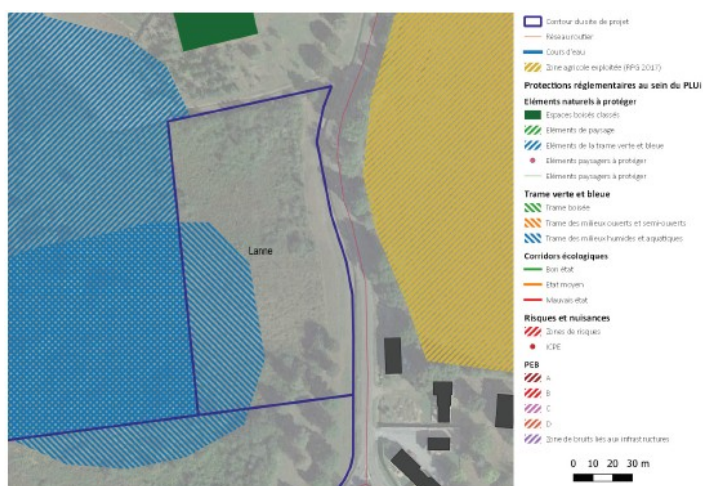 Lanne
Contour du site de projet
Réseau routier
Cours d'eau
Zone agricole exploitée (RPG 2017)
Protections réglementaires au sein du PLUi
Eléments naturels à protéger
Espaces boisés classés
Eléments de paysage
Eléments de la trame verte et bleue
Eléments paysagers à protéger
Eléments paysagers à protéger
Trame verte et bleue
Trame boisée
Trame des milieux ouverts et semi-ouverts
Trame des milieux humides et aquatiques
Corridors écologiques
Bon état
Etat moyen
Mauvais état
Risques et nuisances
Zones de risques
ICPE
PEB
A
B
C
D
Zone de bruits liés aux infrastructures
0 10 20 30 m